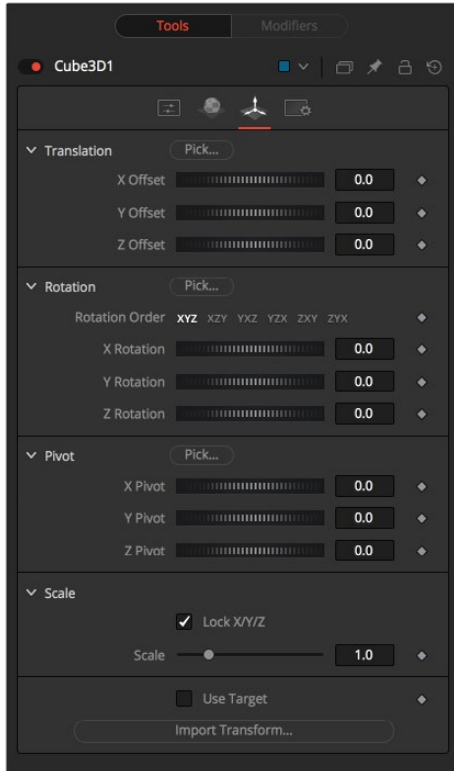 Tools Modifiers
Cube3D1
Translation Pick...
X Offset 0.0
Y Offset 0.0
Z Offset 0.0
Rotation Pick...
Rotation Order XYZ XZY YXZ YZX ZXY ZYX
X Rotation 0.0
Y Rotation 0.0
Z Rotation 0.0
Pivot Pick...
X Pivot 0.0
Y Pivot 0.0
Z Pivot 0.0
Scale
Lock X/Y/Z
Scale 1.0
Use Target
Import Transform...